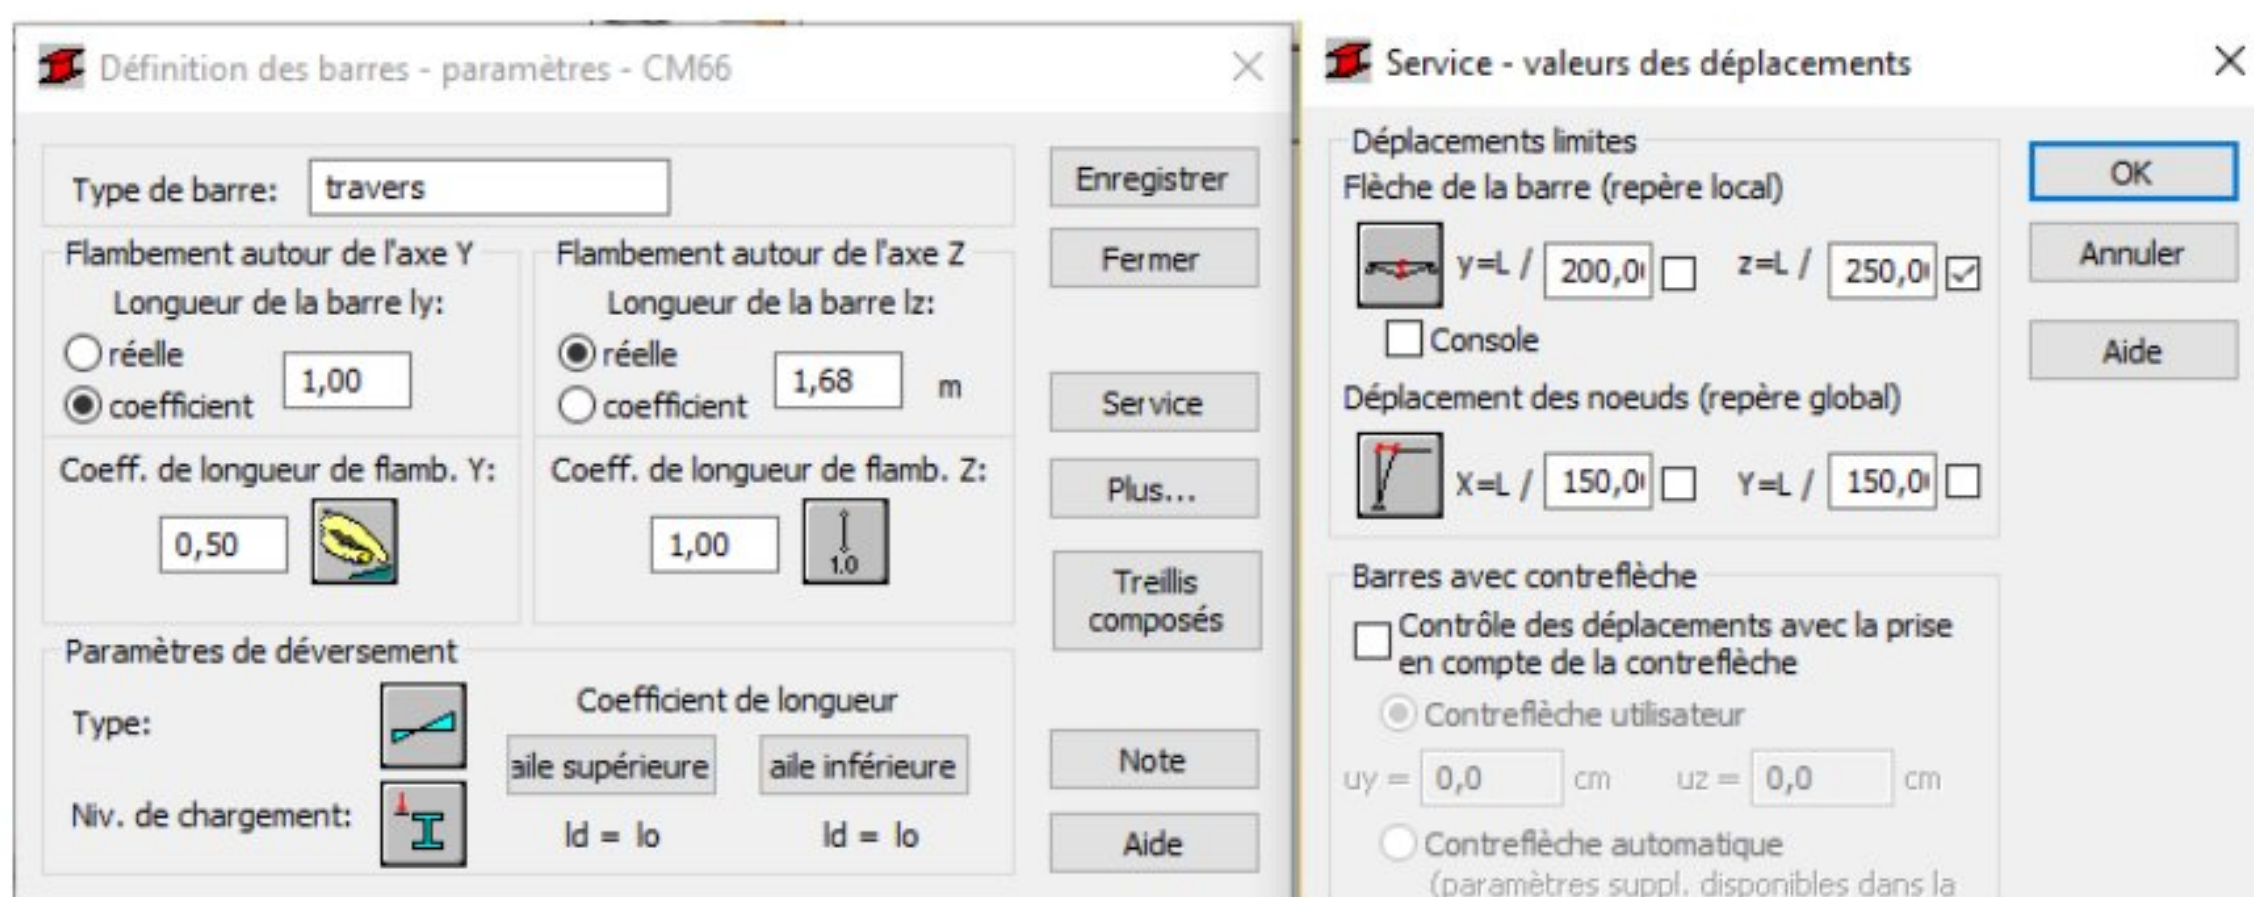 Définition des barres - paramètres - CM66
Type de barre: travers
Enregistrer
Flambement autour de l'axe Y
Flambement autour de l'axe Z
Fermer
Longueur de la barre ly:
Longueur de la barre lz:
réelle
coefficient
1,00
réelle
coefficient
1,68 m
Service
Coeff. de longueur de flamb. Y:
Coeff. de longueur de flamb. Z:
Plus...
0,50
1,00
1.0
Treillis
composés
Paramètres de déversement
Type:
Coefficient de longueur
aile supérieure
aile inférieure
Note
Niv. de chargement:
ld = lo
ld = lo
Aide
Service - valeurs des déplacements
Déplacements limites
OK
Flèche de la barre (repère local)
y=L / 200,0 z=L / 250,0
Annuler
Console
Aide
Déplacement des noeuds (repère global)
X=L / 150,0 Y=L / 150,0
Barres avec contreflèche
Contrôle des déplacements avec la prise
en compte de la contreflèche
Contreflèche utilisateur
uy = 0,0 cm uz = 0,0 cm
Contreflèche automatique
(paramètres suppl. disponibles dans la